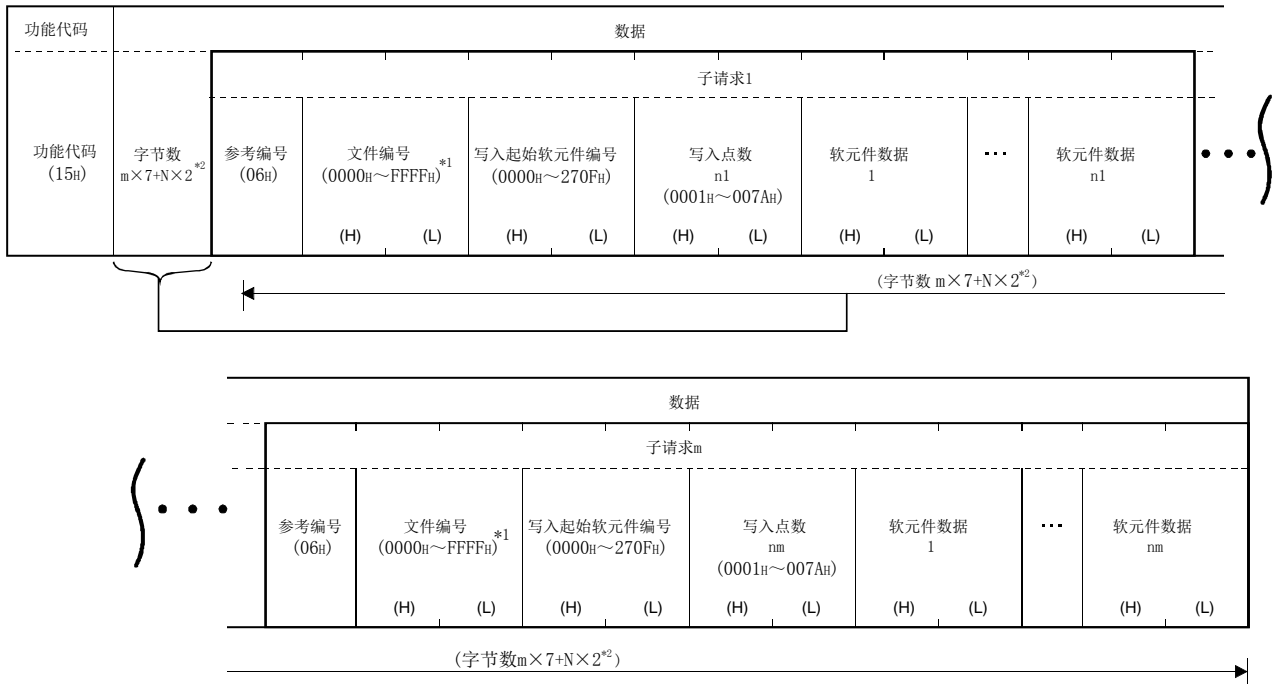 功能代码
数据
子请求1
功能代码
(15H)
字节数
m×7+N×2*2
参考编号
(06H)
文件编号
(0000H～FFFFH)*1
(H) (L)
写入起始软元件编号
(0000H～270FH)
(H) (L)
写入点数
n1
(0001H～007AH)
(H) (L)
软元件数据
1
(H) (L)
…
软元件数据
n1
(H) (L)
(字节数 m×7+N×2*2)
数据
子请求m
参考编号
(06H)
文件编号
(0000H～FFFFH)*1
(H) (L)
写入起始软元件编号
(0000H～270FH)
(H) (L)
写入点数
nm
(0001H～007AH)
(H) (L)
软元件数据
1
(H) (L)
…
软元件数据
nm
(H) (L)
(字节数m×7+N×2*2)